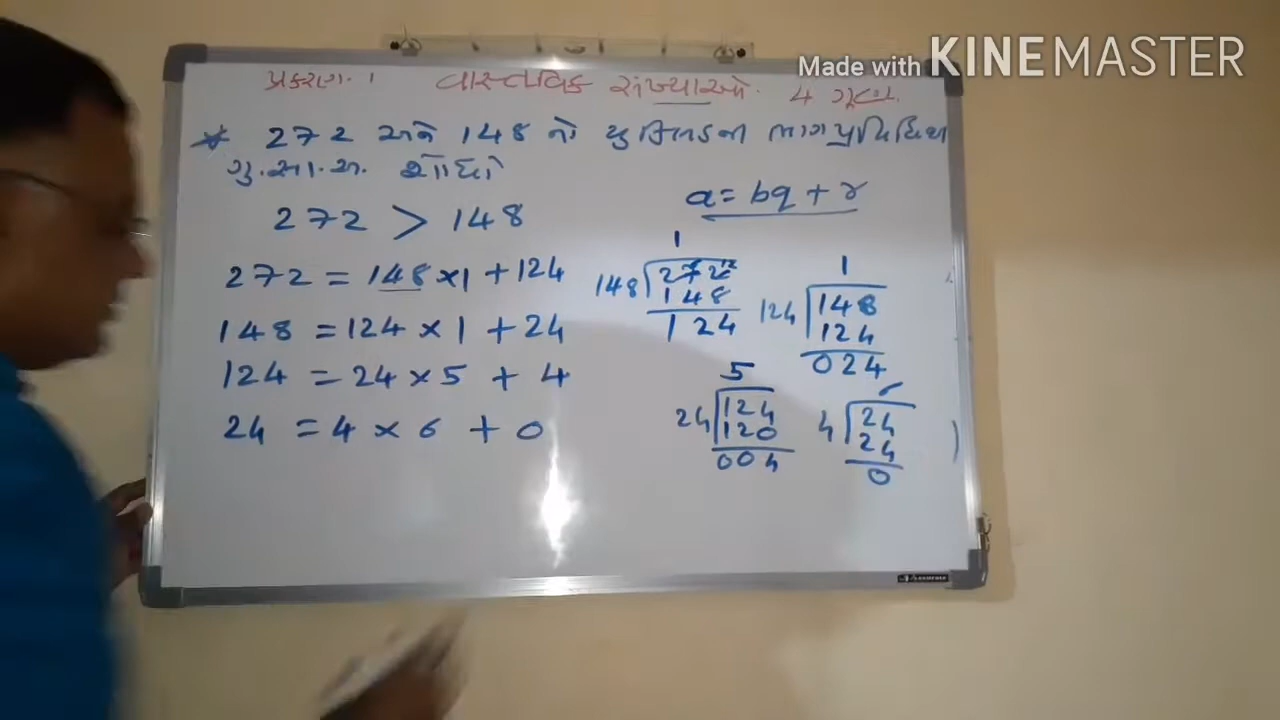 Made with KINEMASTER
પ્રકરણ. 1 વાસ્તવિક સંખ્યાઓ. 4 ગુણ.
* 272 અને 148 નો યુક્લિડના ભાગપ્રવિધિથી
ગુ.સા.અ. શોધો
a = bq + r
272 > 148
272 = 148 × 1 + 124
148 = 124 × 1 + 24
124 = 24 × 5 + 4
24 = 4 × 6 + 0
1
148 272
148
124
1
124 148
124
024
5
24 124
120
004
6
4 24
24
0